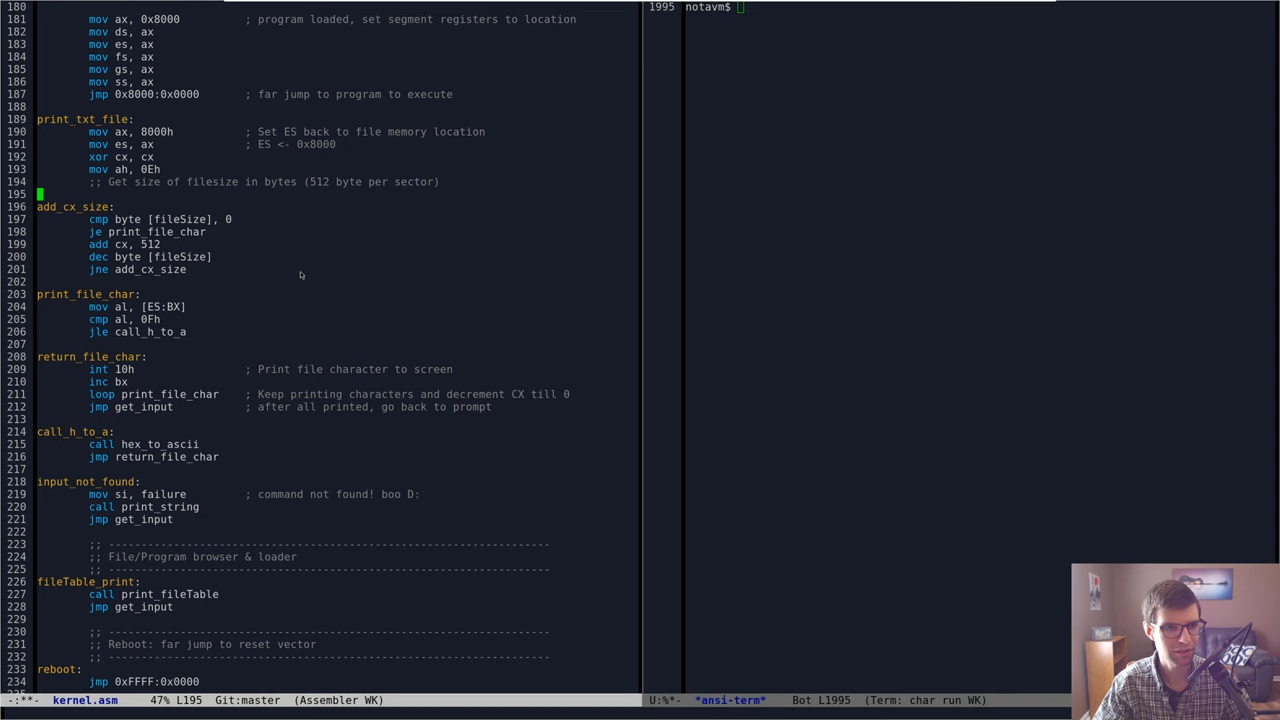 180
181 mov ax, 0x8000 ; program loaded, set segment registers to location
182 mov ds, ax
183 mov es, ax
184 mov fs, ax
185 mov gs, ax
186 mov ss, ax
187 jmp 0x8000:0x0000 ; far jump to program to execute
188
189 print_txt_file:
190 mov ax, 8000h ; Set ES back to file memory location
191 mov es, ax ; ES <- 0x8000
192 xor cx, cx
193 mov ah, 0Eh
194 ;; Get size of filesize in bytes (512 byte per sector)
195
196 add_cx_size:
197 cmp byte [fileSize], 0
198 je print_file_char
199 add cx, 512
200 dec byte [fileSize]
201 jne add_cx_size
202
203 print_file_char:
204 mov al, [ES:BX]
205 cmp al, 0Fh
206 jle call_h_to_a
207
208 return_file_char:
209 int 10h ; Print file character to screen
210 inc bx
211 loop print_file_char ; Keep printing characters and decrement CX till 0
212 jmp get_input ; after all printed, go back to prompt
213
214 call_h_to_a:
215 call hex_to_ascii
216 jmp return_file_char
217
218 input_not_found:
219 mov si, failure ; command not found! boo D:
220 call print_string
221 jmp get_input
222
223 ;; -----------------------------------------------------------
224 ;; File/Program browser & loader
225 ;; -----------------------------------------------------------
226 fileTable_print:
227 call print_fileTable
228 jmp get_input
229
230 ;; -----------------------------------------------------------
231 ;; Reboot: far jump to reset vector
232 ;; -----------------------------------------------------------
233 reboot:
234 jmp 0xFFFF:0x0000
-:**- kernel.asm 47% L195 Git:master (Assembler WK)
1995 notavm$
U:%*- *ansi-term* Bot L1995 (Term: char run WK)